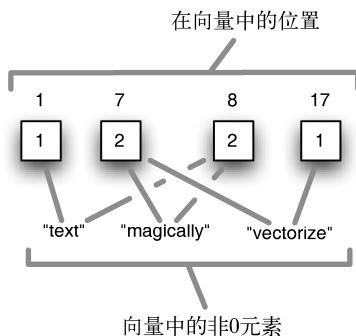 在向量中的位置
1 7 8 17
1 2 2 1
"text" "magically" "vectorize"
向量中的非0元素